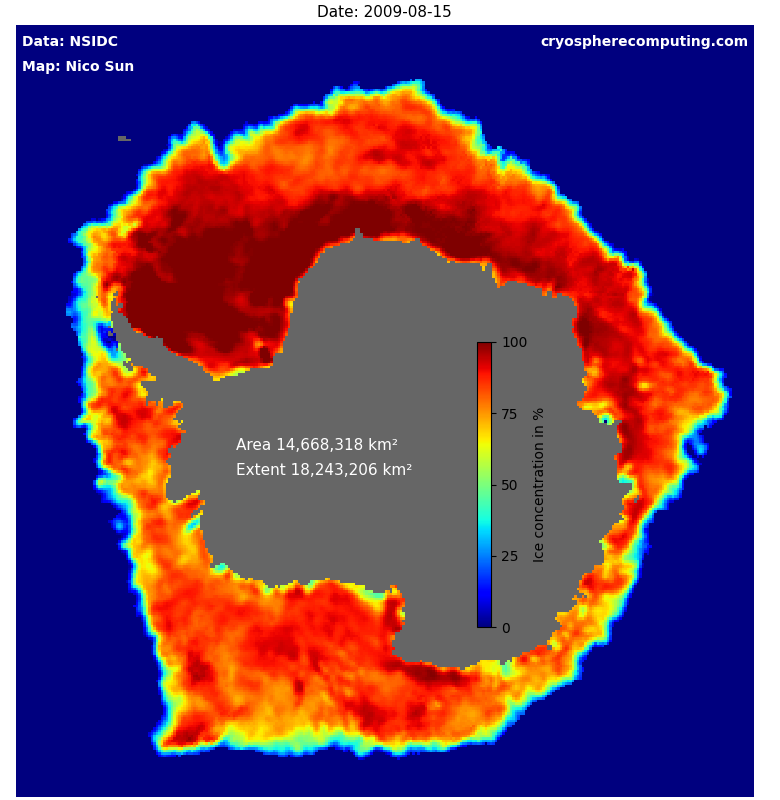 Date: 2009-08-15
Data: NSIDC
cryospherecomputing.com
Map: Nico Sun
Area 14,668,318 km²
Extent 18,243,206 km²
100
75
50
25
0
Ice concentration in %